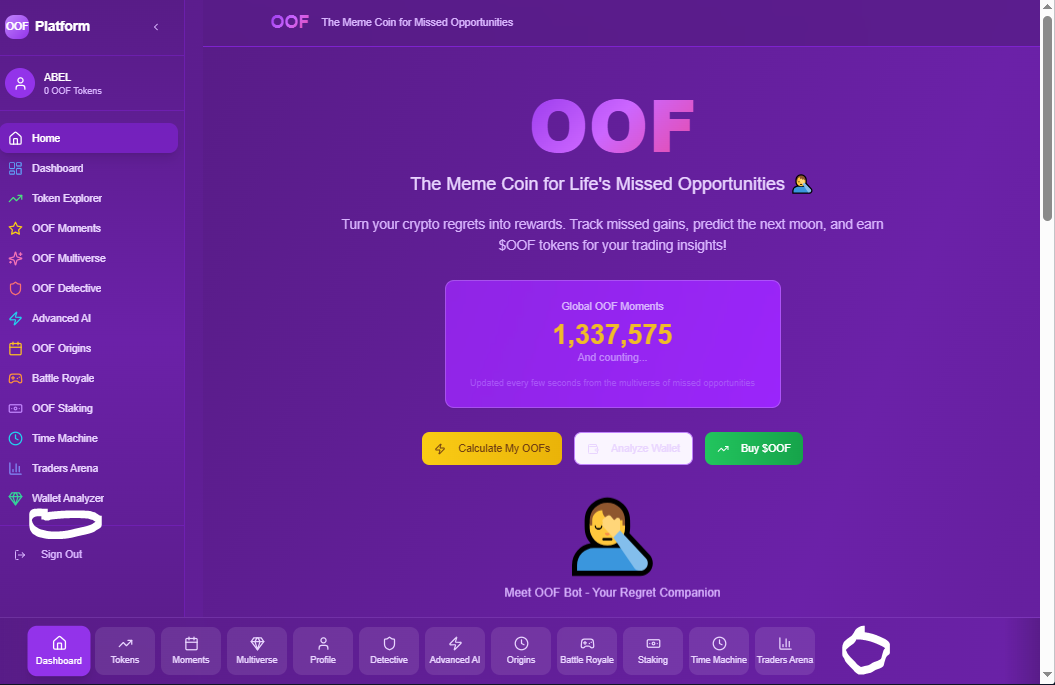 OOF Platform
ABEL
0 OOF Tokens
Home
Dashboard
Token Explorer
OOF Moments
OOF Multiverse
OOF Detective
Advanced AI
OOF Origins
Battle Royale
OOF Staking
Time Machine
Traders Arena
Wallet Analyzer
Sign Out
OOF The Meme Coin for Missed Opportunities
OOF
The Meme Coin for Life's Missed Opportunities 🤦‍♂️
Turn your crypto regrets into rewards. Track missed gains, predict the next moon, and earn
$OOF tokens for your trading insights!
Global OOF Moments
1,337,575
And counting...
Updated every few seconds from the multiverse of missed opportunities
Calculate My OOFs
Analyze Wallet
Buy $OOF
Meet OOF Bot - Your Regret Companion
Dashboard
Tokens
Moments
Multiverse
Profile
Detective
Advanced AI
Origins
Battle Royale
Staking
Time Machine
Traders Arena